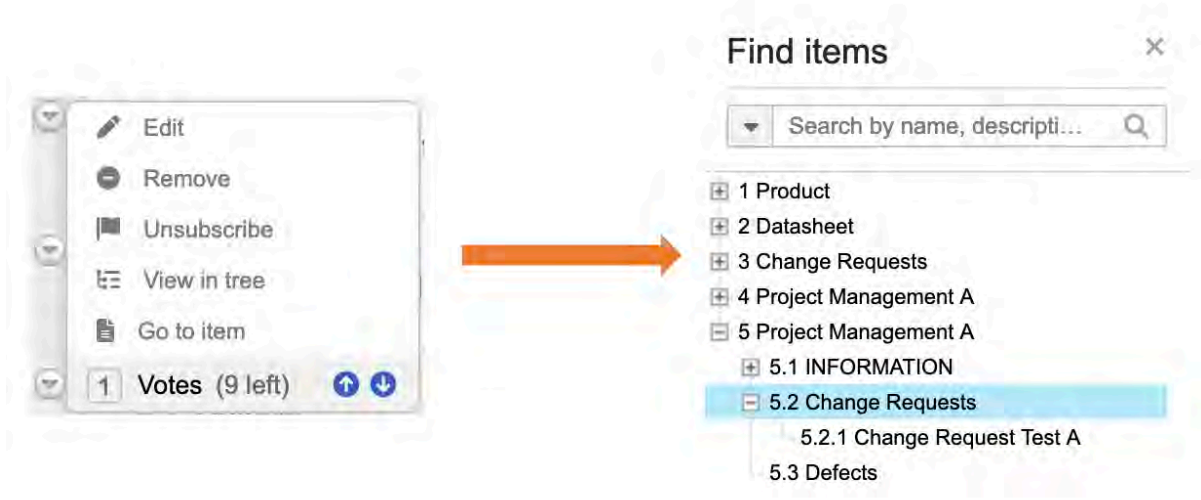 Edit
Remove
Unsubscribe
View in tree
Go to item
1 Votes (9 left)
Find items
Search by name, descripti...
1 Product
2 Datasheet
3 Change Requests
4 Project Management A
5 Project Management A
5.1 INFORMATION
5.2 Change Requests
5.2.1 Change Request Test A
5.3 Defects